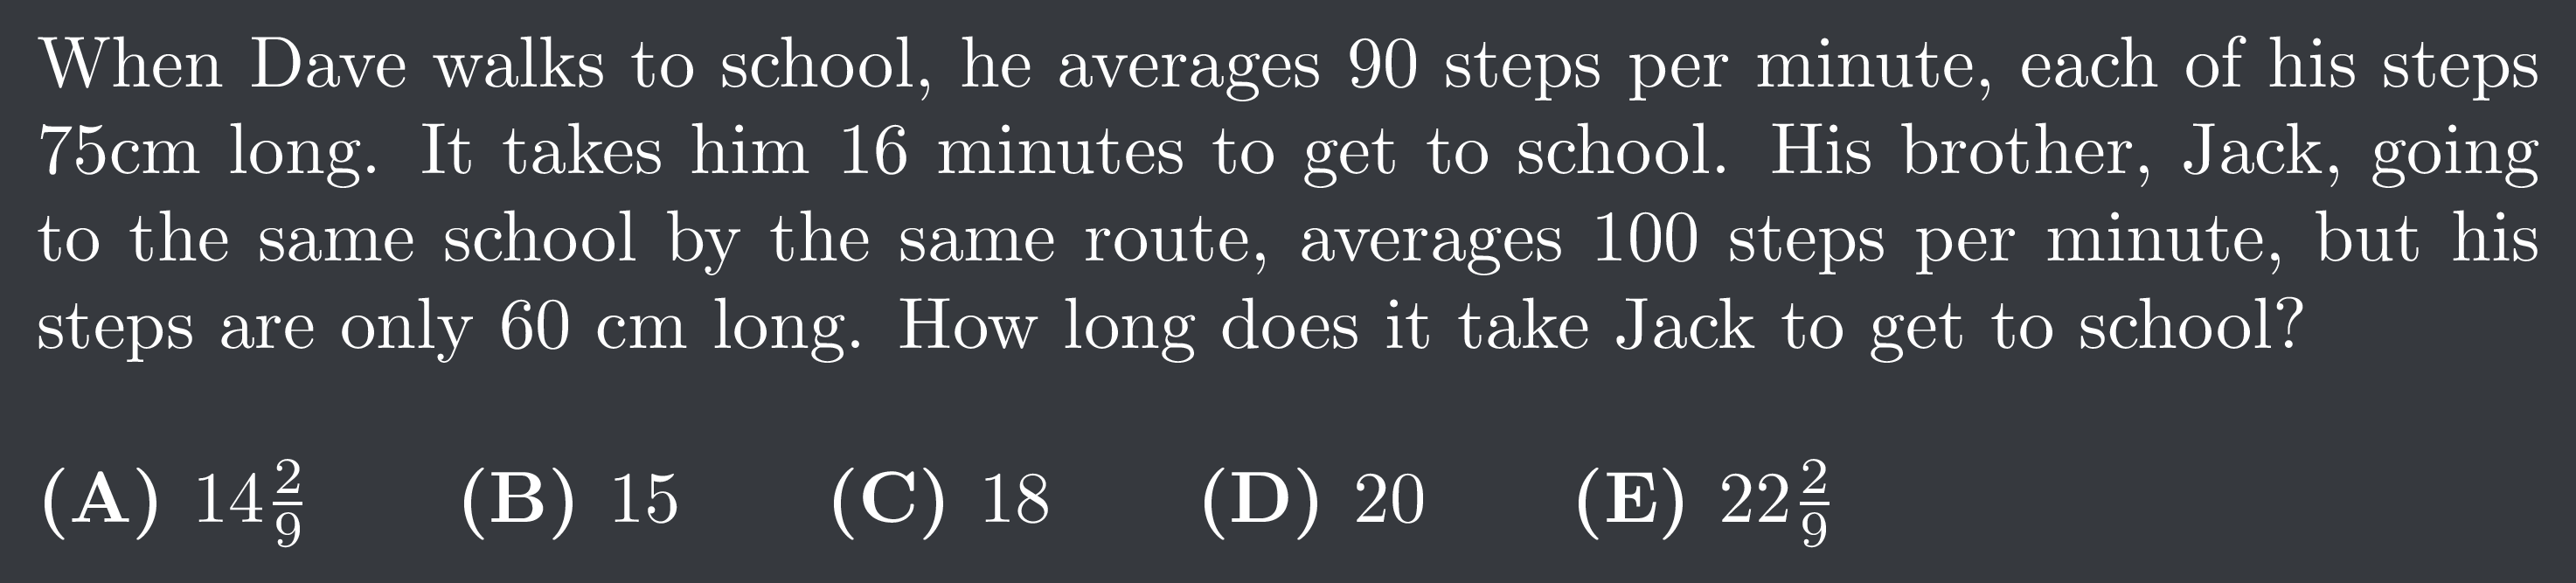 When Dave walks to school, he averages 90 steps per minute, each of his steps
75cm long. It takes him 16 minutes to get to school. His brother, Jack, going
to the same school by the same route, averages 100 steps per minute, but his
steps are only 60 cm long. How long does it take Jack to get to school?
(A) 14 2/9 (B) 15 (C) 18 (D) 20 (E) 22 2/9